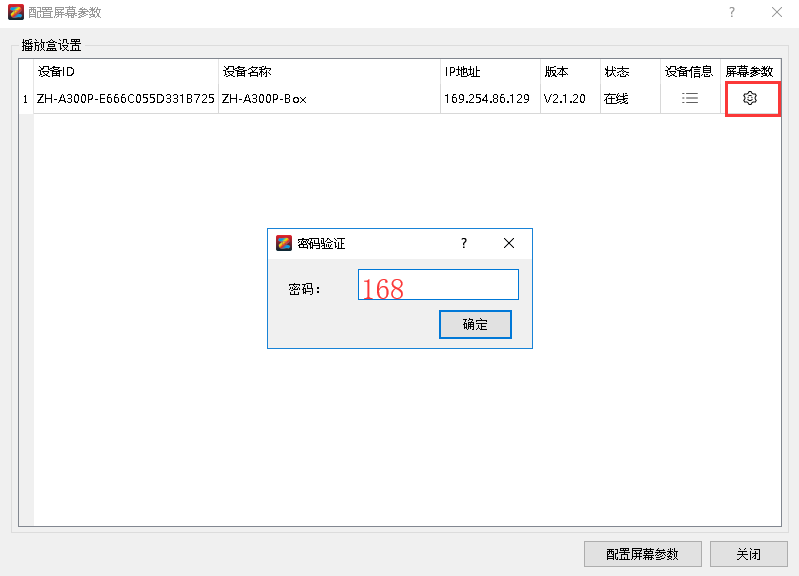 配置屏幕参数
播放盒设置
设备ID 设备名称 IP地址 版本 状态 设备信息 屏幕参数
1 ZH-A300P-E666C055D331B725 ZH-A300P-Box 169.254.86.129 V2.1.20 在线
密码验证
密码： 168
确定
配置屏幕参数 关闭